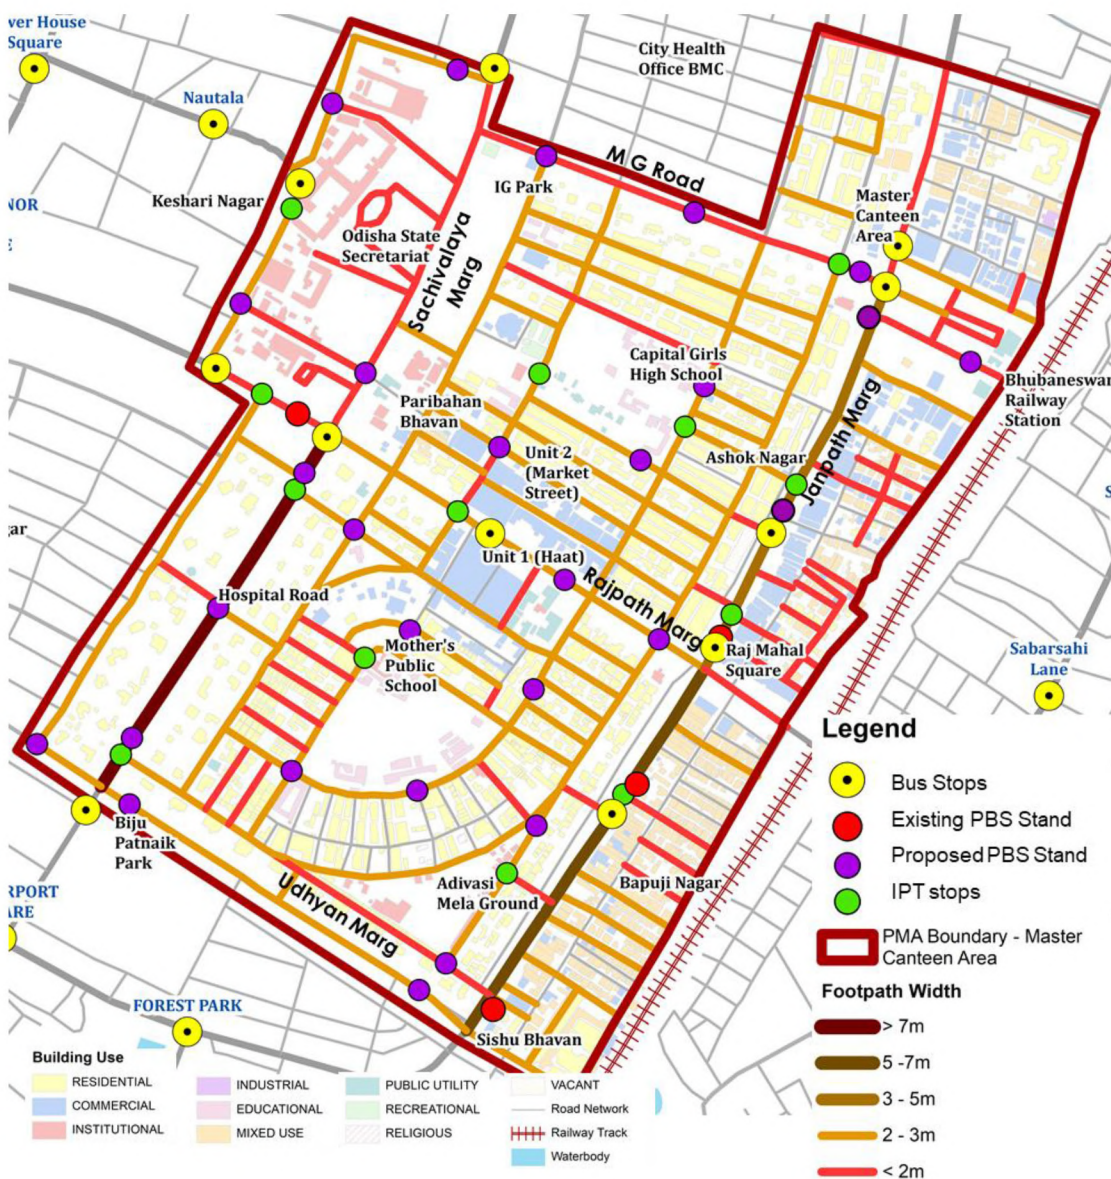 ver House
Square
Nautala
City Health
Office BMC
M G Road
IG Park
Keshari Nagar
NOR
E
Master
Canteen
Area
Odisha State
Secretariat
Sachivalaya
Marg
Capital Girls
High School
Bhubaneswar
Railway
Station
Paribahan
Bhavan
Janpath Marg
Unit 2
(Market
Street)
Ashok Nagar
S
gar
Unit 1 (Haat)
Hospital Road
Rajpath Marg
Mother's
Public
School
Raj Mahal
Square
Sabarsahi
Lane
Biju
Patnaik
Park
RPORT
ARE
Udhyan Marg
Adivasi
Mela Ground
Bapuji Nagar
FOREST PARK
Sishu Bhavan
Legend
Bus Stops
Existing PBS Stand
Proposed PBS Stand
IPT stops
PMA Boundary - Master
Canteen Area
Footpath Width
> 7m
5 -7m
3 - 5m
2 - 3m
< 2m
Building Use
RESIDENTIAL
COMMERCIAL
INSTITUTIONAL
INDUSTRIAL
EDUCATIONAL
MIXED USE
PUBLIC UTILITY
RECREATIONAL
RELIGIOUS
VACANT
Road Network
Railway Track
Waterbody